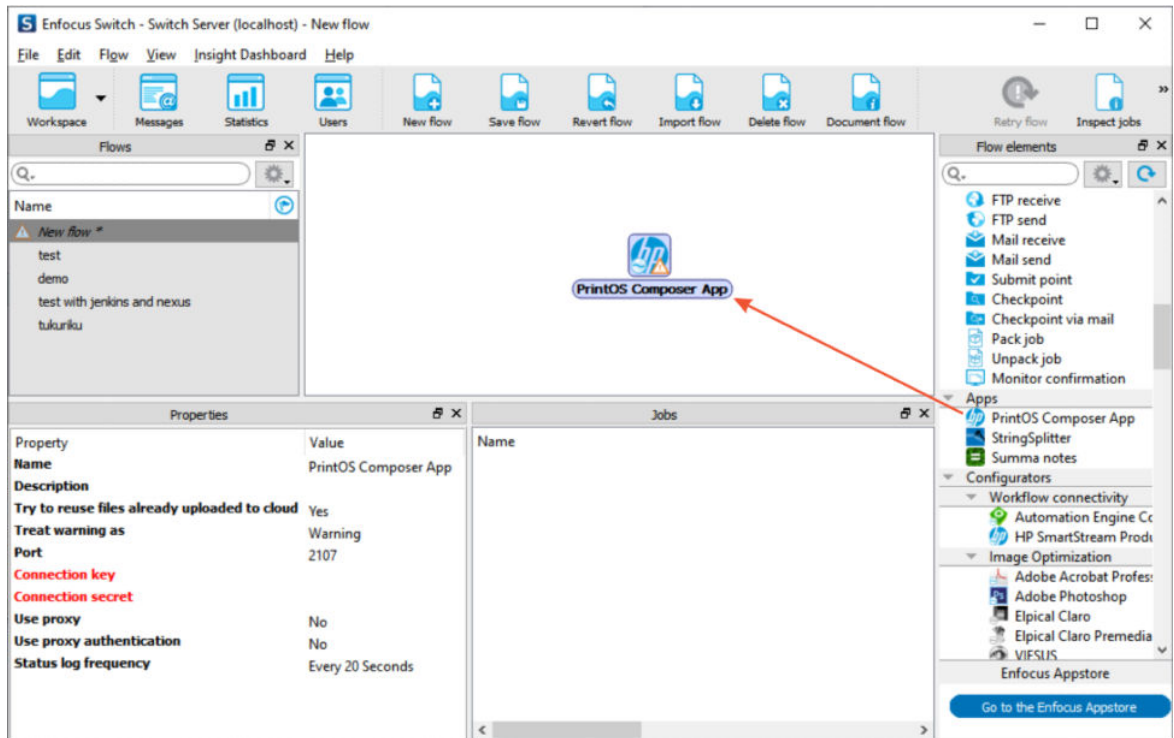 Enfocus Switch - Switch Server (localhost) - New flow
File Edit Flow View Insight Dashboard Help
Workspace Messages Statistics Users New flow Save flow Revert flow Import flow Delete flow Document flow Retry flow Inspect jobs »
Flows
Name
New flow *
test
demo
test with jenkins and nexus
tukuriku
hp
PrintOS Composer App
Flow elements
FTP receive
FTP send
Mail receive
Mail send
Submit point
Checkpoint
Checkpoint via mail
Pack job
Unpack job
Monitor confirmation
Apps
PrintOS Composer App
StringSplitter
Summa notes
Configurators
Workflow connectivity
Automation Engine Co
HP SmartStream Produ
Image Optimization
Adobe Acrobat Profes
Adobe Photoshop
Elpical Claro
Elpical Claro Premedia
VIESUS
Enfocus Appstore
Go to the Enfocus Appstore
Properties
Property Value
Name PrintOS Composer App
Description
Try to reuse files already uploaded to cloud Yes
Treat warning as Warning
Port 2107
Connection key
Connection secret
Use proxy No
Use proxy authentication No
Status log frequency Every 20 Seconds
Jobs
Name